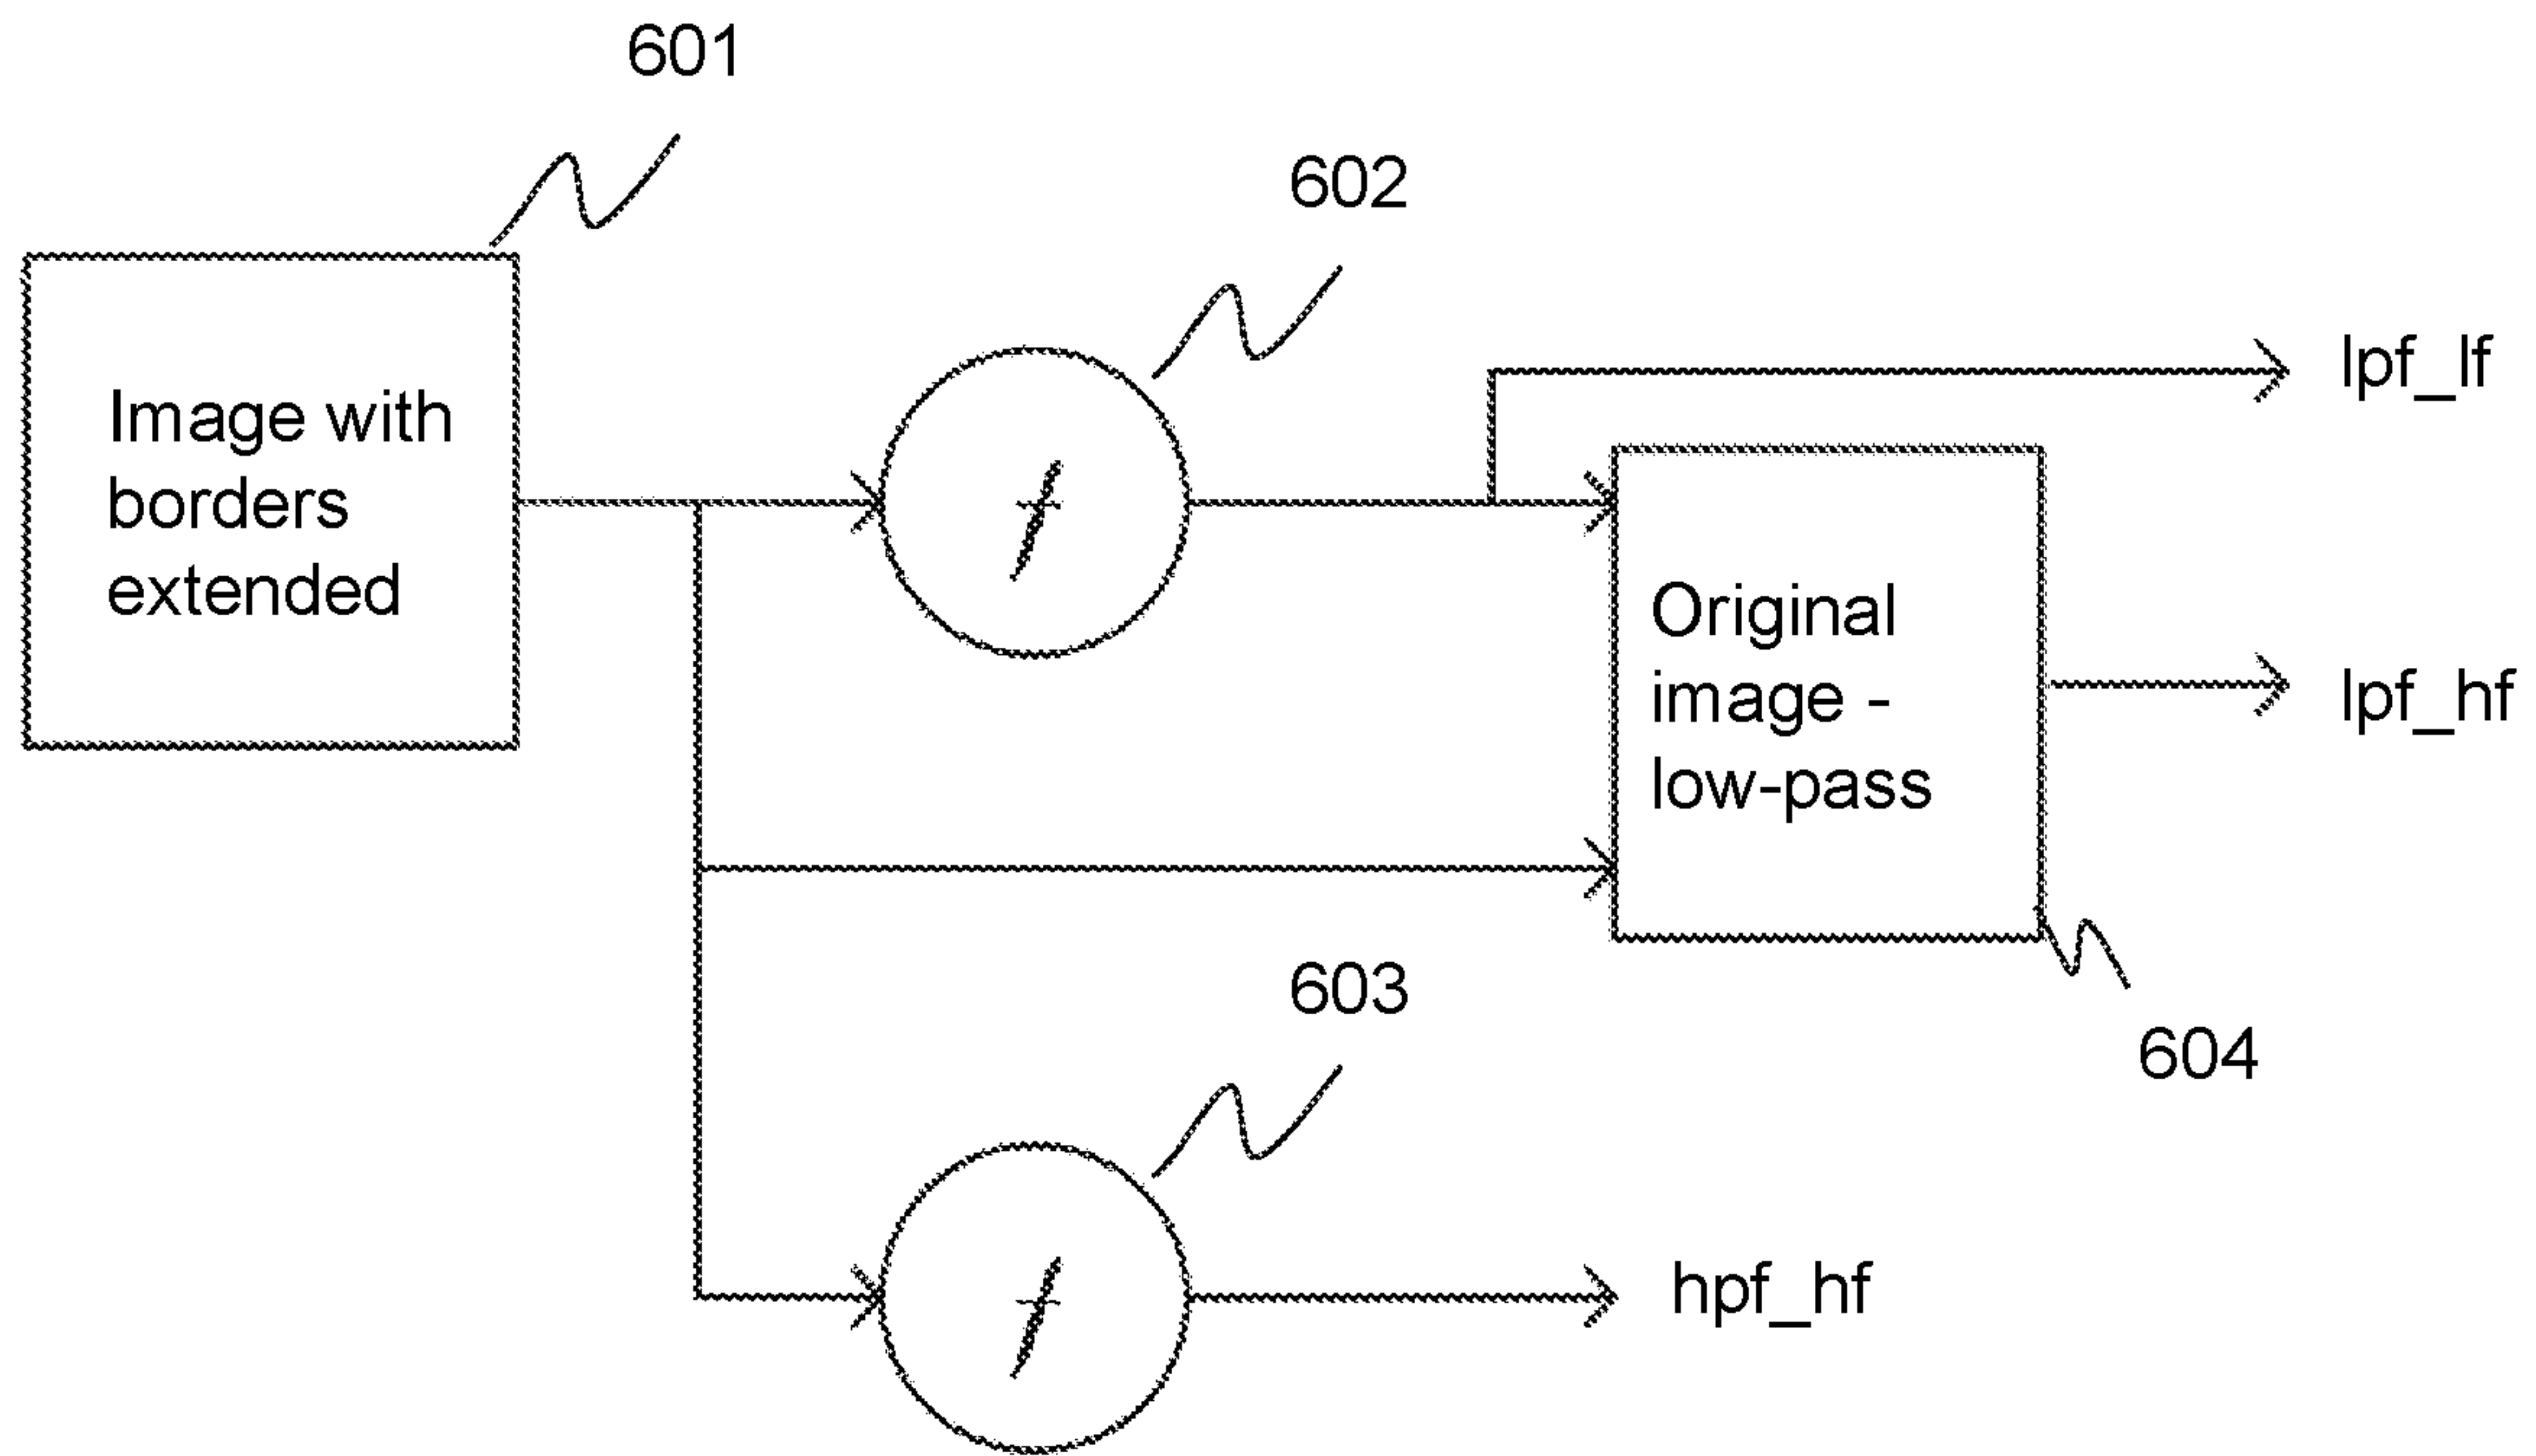 601
602
Image with
borders
extended
f
lpf_lf
Original
image -
low-pass
lpf_hf
603
604
f
hpf_hf